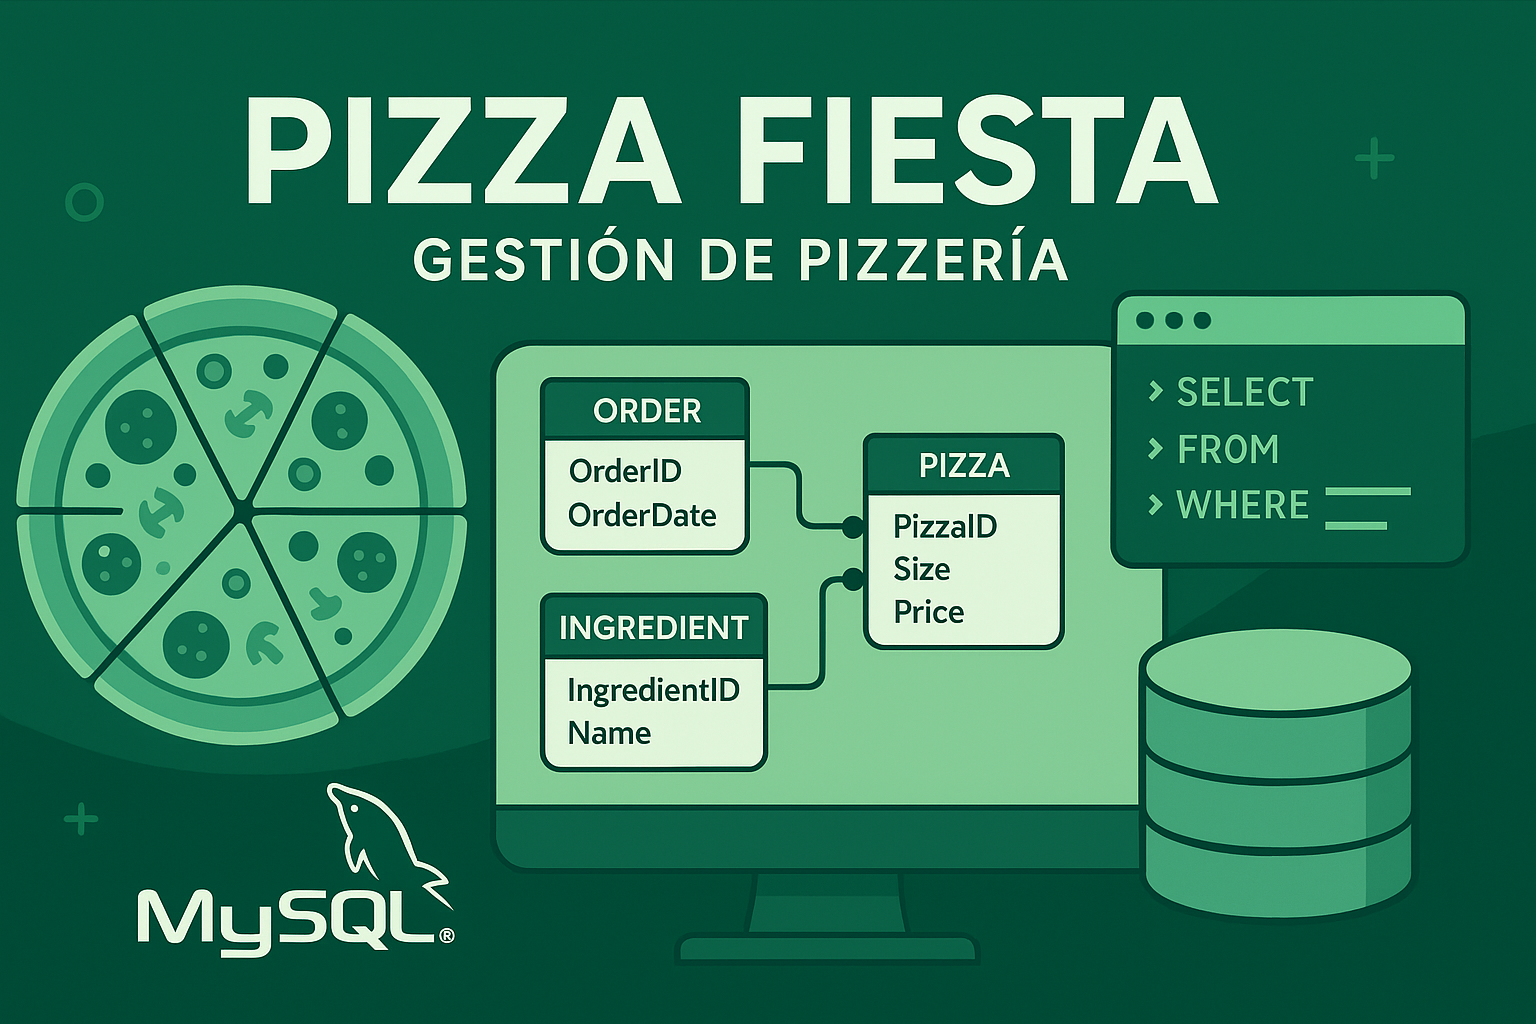 PIZZA FIESTA
GESTIÓN DE PIZZERÍA
ORDER
OrderID
OrderDate
INGREDIENT
IngredientID
Name
PIZZA
PizzaID
Size
Price
> SELECT
> FROM
> WHERE
MySQL®